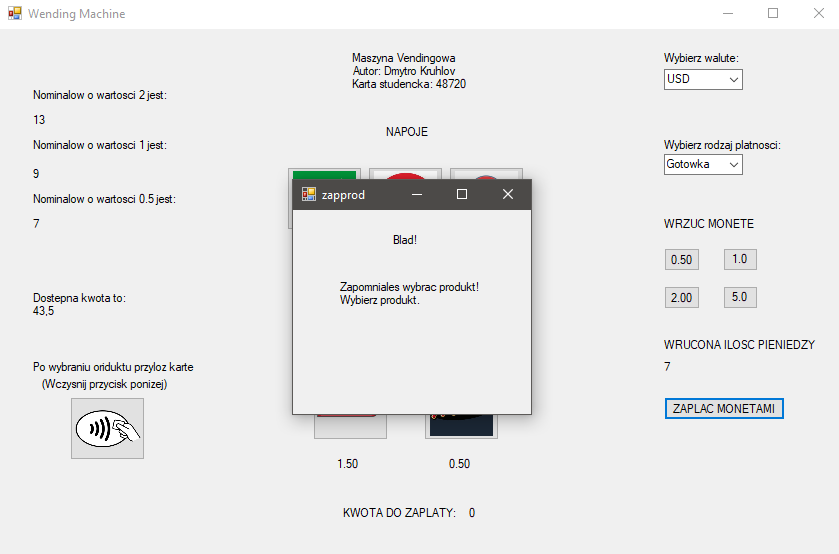 Wending Machine
Maszyna Vendingowa
Autor: Dmytro Kruhlov
Karta studencka: 48720
Wybierz walute:
USD
Nominalow o wartosci 2 jest:
13
NAPOJE
Nominalow o wartosci 1 jest:
9
Wybierz rodzaj platnosci:
Gotowka
Nominalow o wartosci 0.5 jest:
7
zapprod
Blad!
Zapomniales wybrac produkt!
Wybierz produkt.
WRZUC MONETE
0.50
1.0
2.00
5.0
Dostepna kwota to:
43,5
WRUCONA ILOSC PIENIEDZY
7
Po wybraniu oriduktu przyloz karte
(Wczysnij przycisk ponizej)
ZAPLAC MONETAMI
1.50
0.50
KWOTA DO ZAPLATY: 0